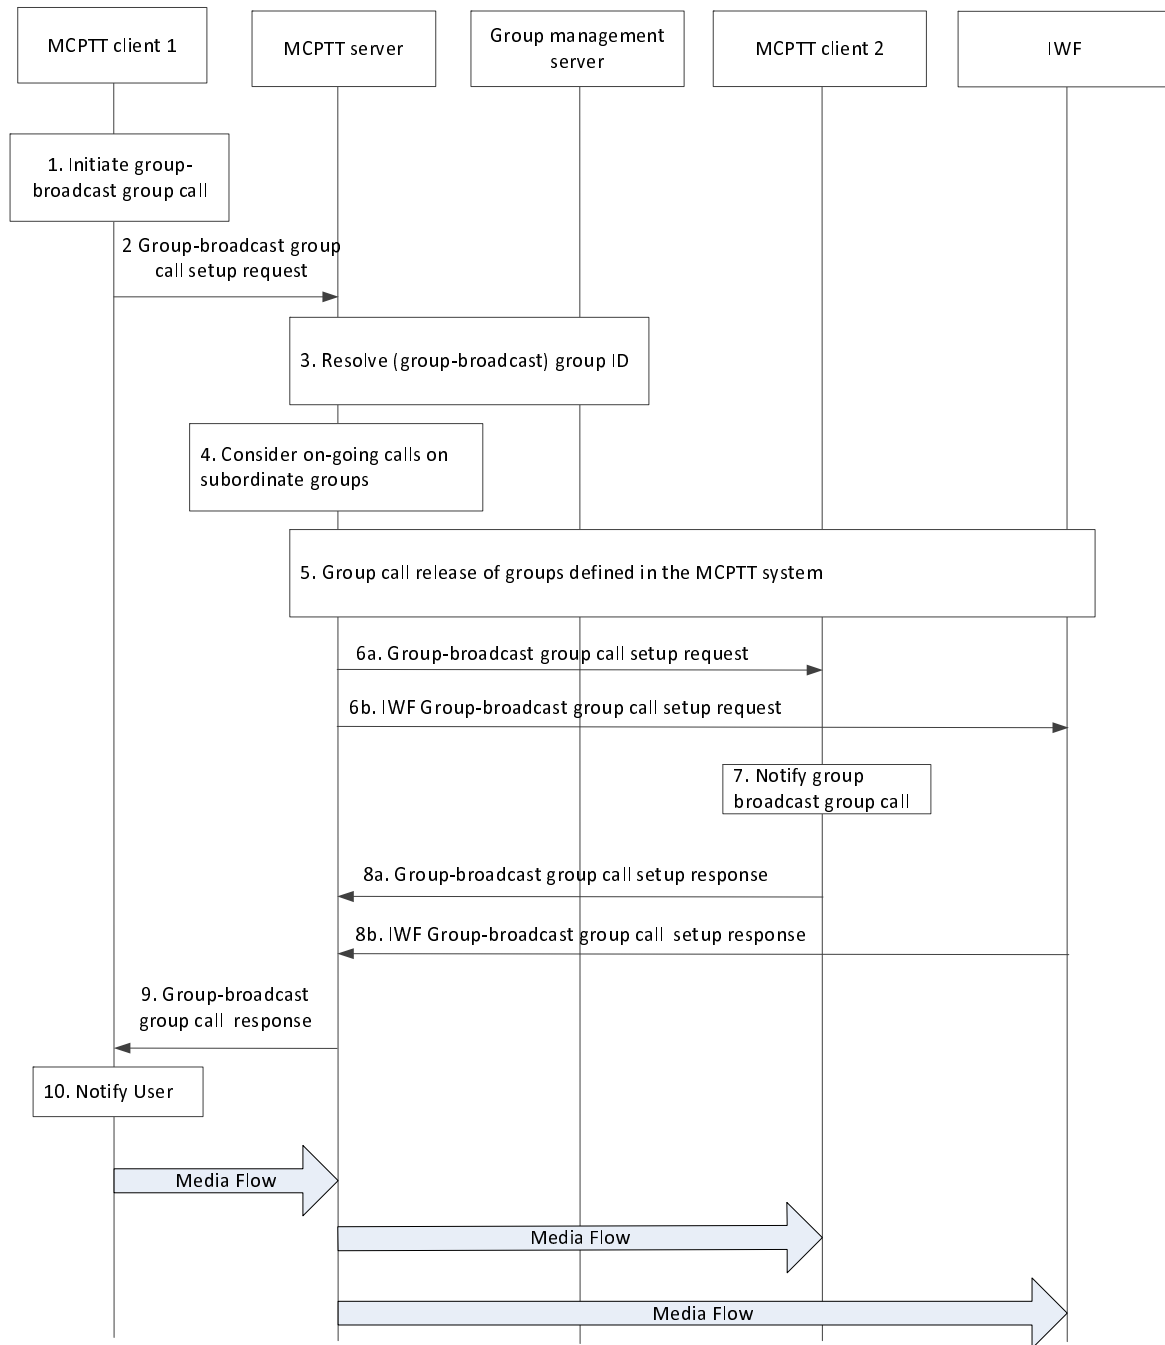 MCPTT client 1
MCPTT server
Group management
server
MCPTT client 2
IWF
1. Initiate group-
broadcast group call
2 Group-broadcast group
call setup request
3. Resolve (group-broadcast) group ID
4. Consider on-going calls on
subordinate groups
5. Group call release of groups defined in the MCPTT system
6a. Group-broadcast group call setup request
6b. IWF Group-broadcast group call setup request
7. Notify group
broadcast group call
8a. Group-broadcast group call setup response
8b. IWF Group-broadcast group call setup response
9. Group-broadcast
group call response
10. Notify User
Media Flow
Media Flow
Media Flow